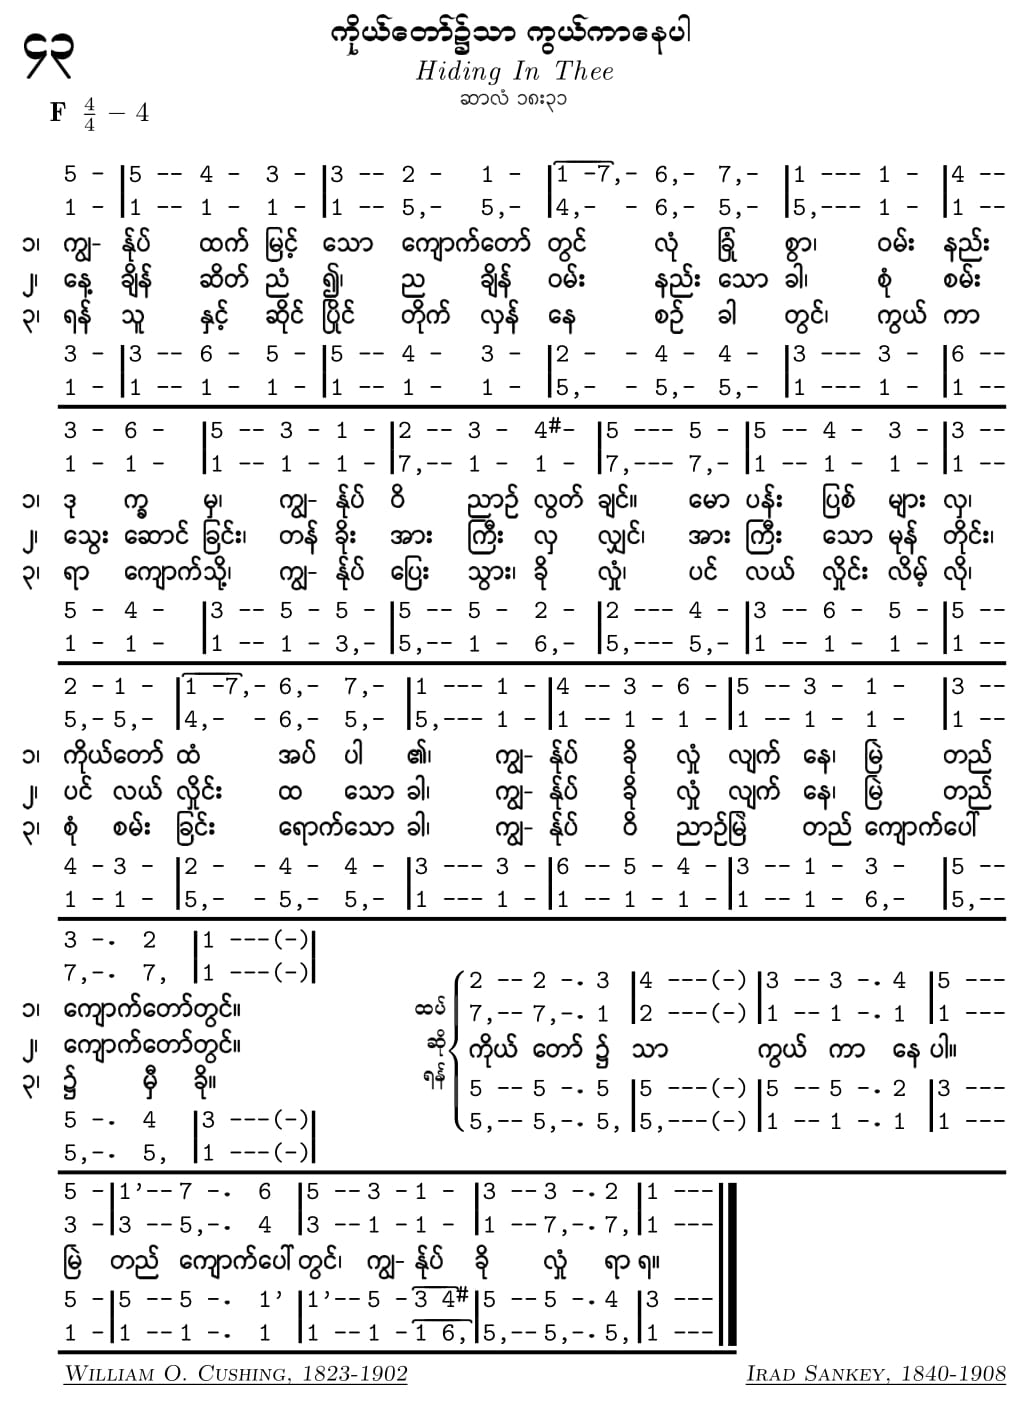 ၄၃
ကိုယ်တော်၌သာ ကွယ်ကာနေပါ
Hiding In Thee
ဆာလံ ၁၈း၃၁
F 4/4 – 4
5 – |5 –– 4 – 3 – |3 –– 2 – 1 – |1 –7,– 6,– 7,– |1 ––– 1 – |4 ––
1 – |1 –– 1 – 1 – |1 –– 5,– 5,– |4,– – 6,– 5,– |5,––– 1 – |1 ––
၁၊ ကျွ- န်ုပ် ထက် မြင့် သော ကျောက်တော် တွင် လုံ ခြုံ စွာ၊ ဝမ်း နည်း
၂၊ နေ့ ချိန် ဆိတ် ညံ ၍၊ ည ချိန် ဝမ်း နည်း သော ခါ၊ စုံ စမ်း
၃၊ ရန် သူ နှင့် ဆိုင် ပြိုင် တိုက် လှန် နေ စဉ် ခါ တွင်၊ ကွယ် ကာ
3 – |3 –– 6 – 5 – |5 –– 4 – 3 – |2 – – 4 – 4 – |3 ––– 3 – |6 ––
1 – |1 –– 1 – 1 – |1 –– 1 – 1 – |5,– – 5,– 5,– |1 ––– 1 – |1 ––
3 – 6 – |5 –– 3 – 1 – |2 –– 3 – 4#– |5 ––– 5 – |5 –– 4 – 3 – |3 ––
1 – 1 – |1 –– 1 – 1 – |7,–– 1 – 1 – |7,––– 7,– |1 –– 1 – 1 – |1 ––
၁၊ ဒု က္ခ မှ၊ ကျွ- န်ုပ် ဝိ ညာဉ် လွတ် ချင်။ မော ပန်း ပြစ် များ လှ၊
၂၊ သွေး ဆောင် ခြင်း၊ တန် ခိုး အား ကြီး လှ လျှင်၊ အား ကြီး သော မုန် တိုင်း၊
၃၊ ရာ ကျောက်သို့၊ ကျွ- န်ုပ် ပြေး သွား၊ ခို လှုံ၊ ပင် လယ် လှိုင်း လိမ့် လို၊
5 – 4 – |3 –– 5 – 5 – |5 –– 5 – 2 – |2 ––– 4 – |3 –– 6 – 5 – |5 ––
1 – 1 – |1 –– 1 – 3,– |5,–– 1 – 6,– |5,––– 5,– |1 –– 1 – 1 – |1 ––
2 – 1 – |1 –7,– 6,– 7,– |1 ––– 1 – |4 –– 3 – 6 – |5 –– 3 – 1 – |3 ––
5,– 5,– |4,– – 6,– 5,– |5,––– 1 – |1 –– 1 – 1 – |1 –– 1 – 1 – |1 ––
၁၊ ကိုယ်တော် ထံ အပ် ပါ ၏၊ ကျွ- န်ုပ် ခို လှုံ လျက် နေ၊ မြဲ တည်
၂၊ ပင် လယ် လှိုင်း ထ သော ခါ၊ ကျွ- န်ုပ် ခို လှုံ လျက် နေ၊ မြဲ တည်
၃၊ စုံ စမ်း ခြင်း ရောက်သော ခါ၊ ကျွ- န်ုပ် ဝိ ညာဉ်မြဲ တည် ကျောက်ပေါ်
4 – 3 – |2 – – 4 – 4 – |3 ––– 3 – |6 –– 5 – 4 – |3 –– 1 – 3 – |5 ––
1 – 1 – |5,– – 5,– 5,– |1 ––– 1 – |1 –– 1 – 1 – |1 –– 1 – 6,– |5,––
3 –. 2 |1 –––(–)|
7,–. 7, |1 –––(–)|
၁၊ ကျောက်တော်တွင်။
၂၊ ကျောက်တော်တွင်။
၃၊ ၌ မှီ ခို။
5 –. 4 |3 –––(–)|
5,–. 5, |1 –––(–)|
ထပ်
ဆို
ရန်
2 –– 2 –. 3 |4 –––(–) |3 –– 3 –. 4 |5 –––
7,–– 7,–. 1 |2 –––(–) |1 –– 1 –. 1 |1 –––
ကိုယ် တော် ၌ သာ ကွယ် ကာ နေ ပါ။
5 –– 5 –. 5 |5 –––(–) |5 –– 5 –. 2 |3 –––
5,–– 5,–. 5, |5,–––(–) |1 –– 1 –. 1 |1 –––
5 – |1’–– 7 –. 6 |5 –– 3 – 1 – |3 –– 3 –. 2 |1 –––
3 – |3 –– 5,–. 4 |3 –– 1 – 1 – |1 –– 7,–. 7, |1 –––
မြဲ တည် ကျောက်ပေါ် တွင်၊ ကျွ- န်ုပ် ခို လှုံ ရာ ရ။
5 – |5 –– 5 –. 1’ |1’–– 5 – 3 4# |5 –– 5 –. 4 |3 –––
1 – |1 –– 1 –. 1 |1 –– 1 – 1 6, |5,–– 5,–. 5, |1 –––
William O. Cushing, 1823-1902
Irad Sankey, 1840-1908